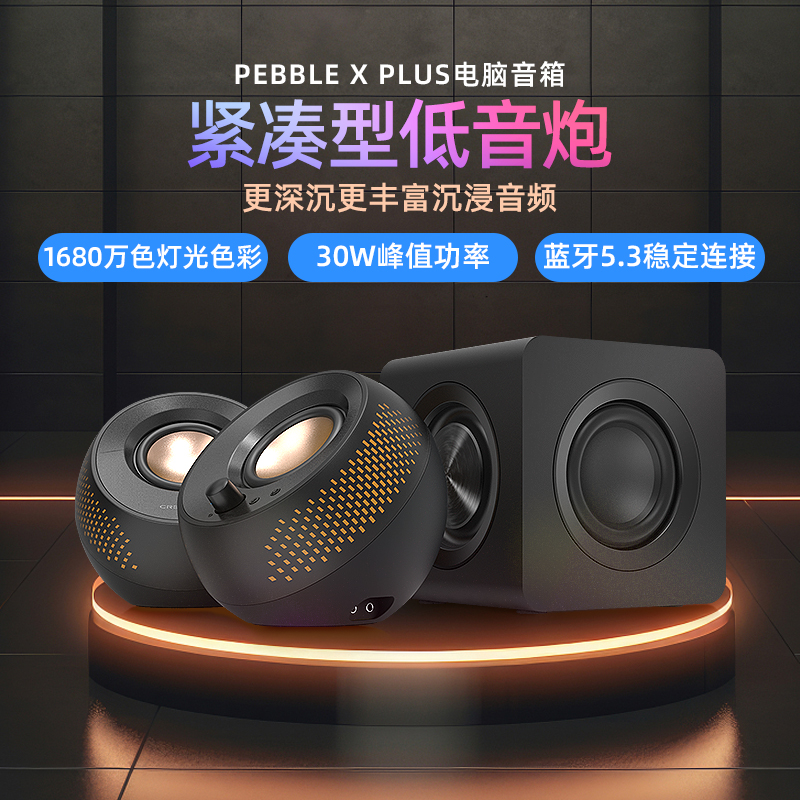 PEBBLE X PLUS电脑音箱
紧凑型低音炮
更深沉更丰富沉浸音频
1680万色灯光色彩
30W峰值功率
蓝牙5.3稳定连接